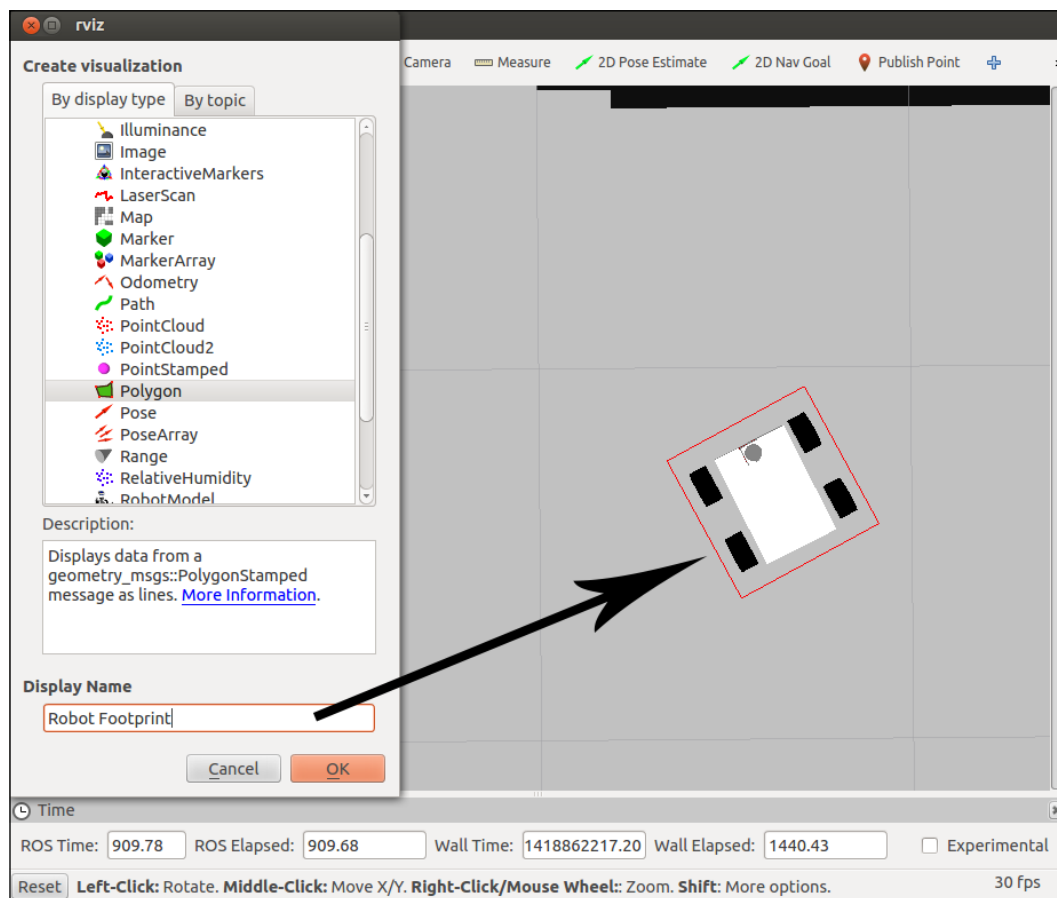 rviz
Create visualization
Camera Measure 2D Pose Estimate 2D Nav Goal Publish Point
By display type By topic
Illuminance
Image
InteractiveMarkers
LaserScan
Map
Marker
MarkerArray
Odometry
Path
PointCloud
PointCloud2
PointStamped
Polygon
Pose
PoseArray
Range
RelativeHumidity
RobotModel
Description:
Displays data from a
geometry_msgs::PolygonStamped
message as lines. More Information.
Display Name
Robot Footprint
Cancel OK
Time
ROS Time: 909.78 ROS Elapsed: 909.68 Wall Time: 1418862217.20 Wall Elapsed: 1440.43 Experimental
Reset Left-Click: Rotate. Middle-Click: Move X/Y. Right-Click/Mouse Wheel:: Zoom. Shift: More options. 30 fps